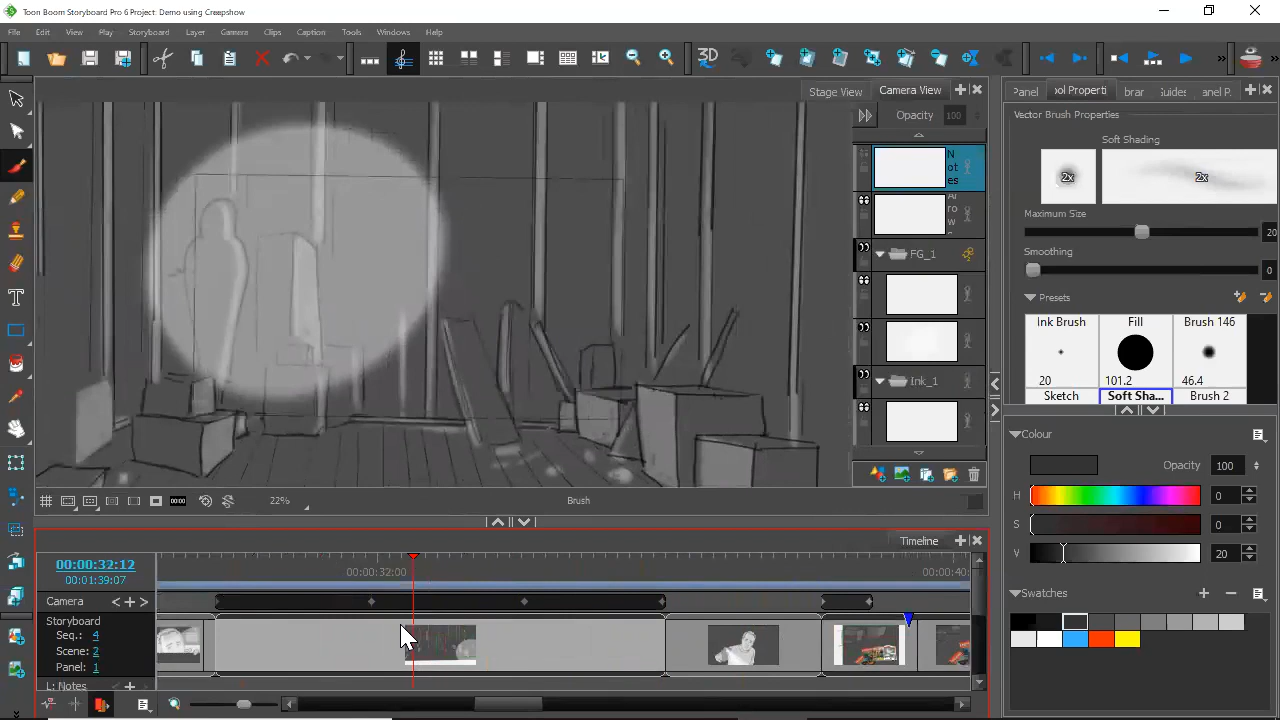 Toon Boom Storyboard Pro 6 Project: Demo using Creepshow
File Edit View Play Storyboard Layer Camera Clips Caption Tools Windows Help
3D
Stage View Camera View
Opacity 100
N
ot
es
FG_1
Ink_1
22% Brush
Panel ool Properti brar Guides anel P.
Vector Brush Properties
Soft Shading
2x 2x
Maximum Size
20
Smoothing
0
Presets
Ink Brush Fill Brush 146
20 101.2 46.4
Sketch Soft Sha... Brush 2
Colour
Opacity 100
H 0
S 0
V 20
Swatches
Timeline
00:00:32:12
00:01:39:07
00:00:32:00 00:00:40:
Camera
Storyboard
Seq.: 4
Scene: 2
Panel: 1
L: Notes